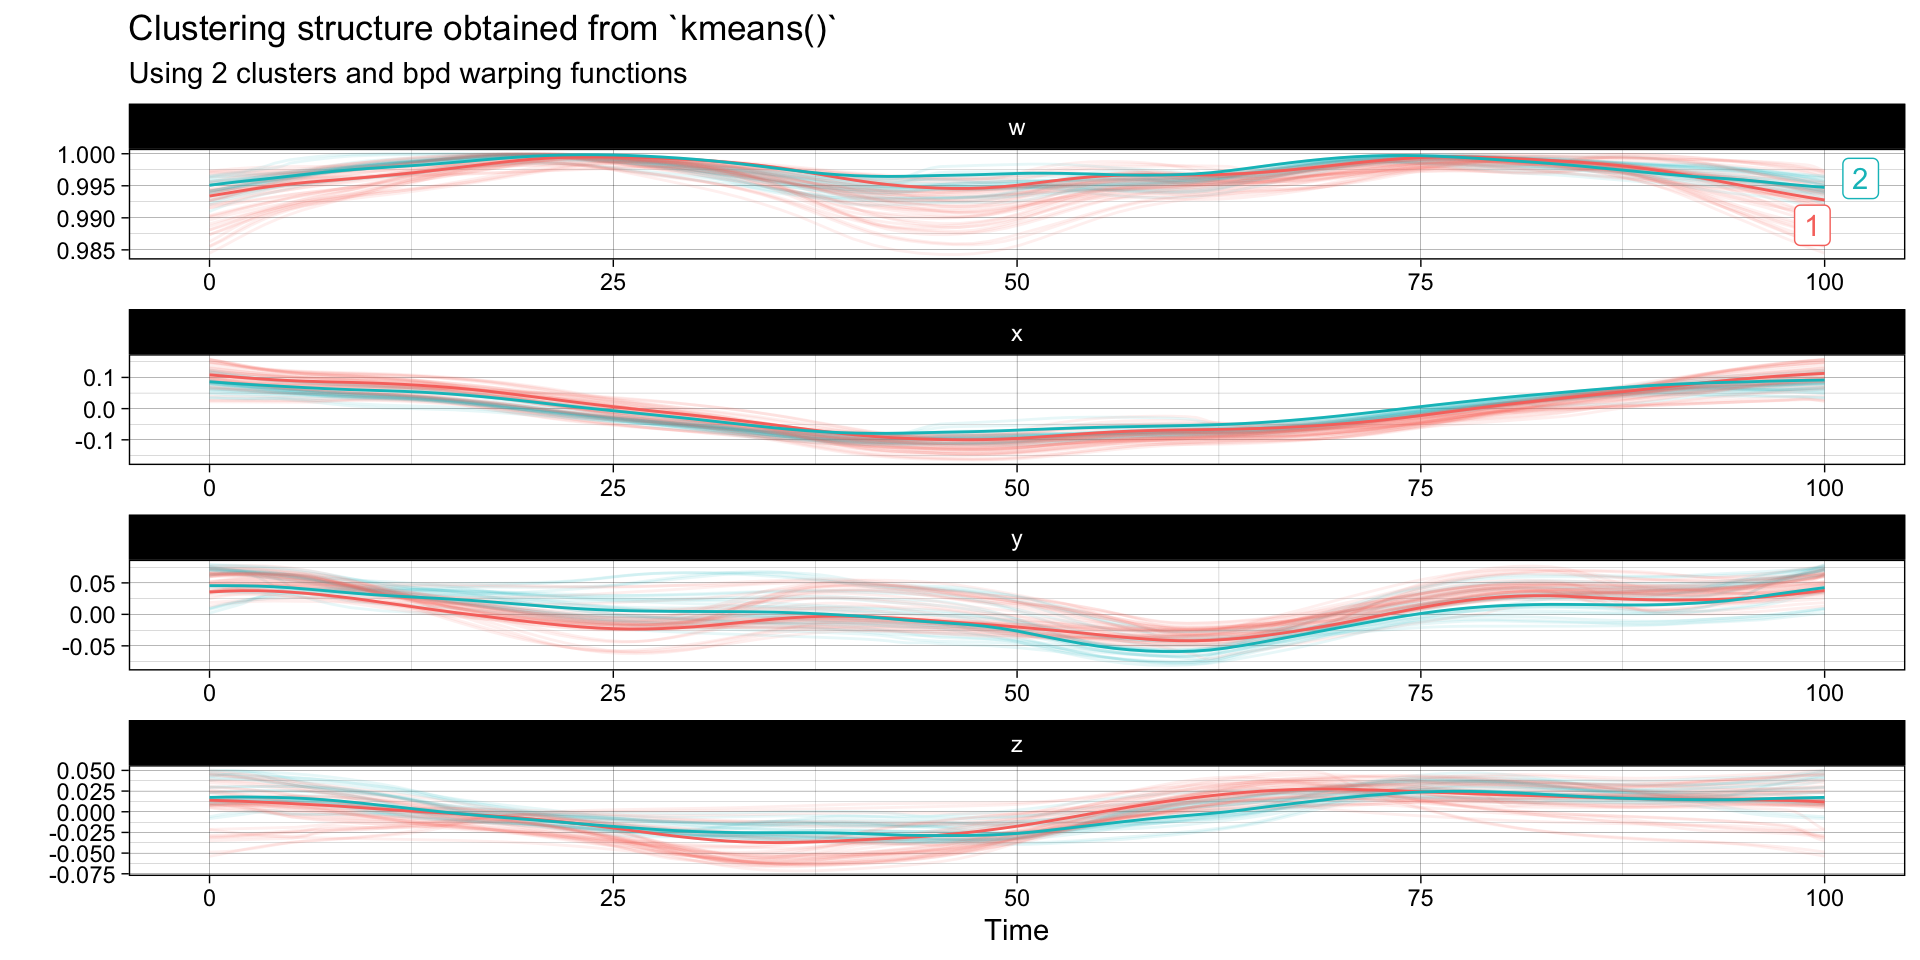 Clustering structure obtained from `kmeans()`
Using 2 clusters and bpd warping functions
w
1.000
0.995
0.990
0.985
2
1
0 25 50 75 100
x
0.1
0.0
-0.1
0 25 50 75 100
y
0.05
0.00
-0.05
0 25 50 75 100
z
0.050
0.025
0.000
-0.025
-0.050
-0.075
0 25 50 75 100
Time